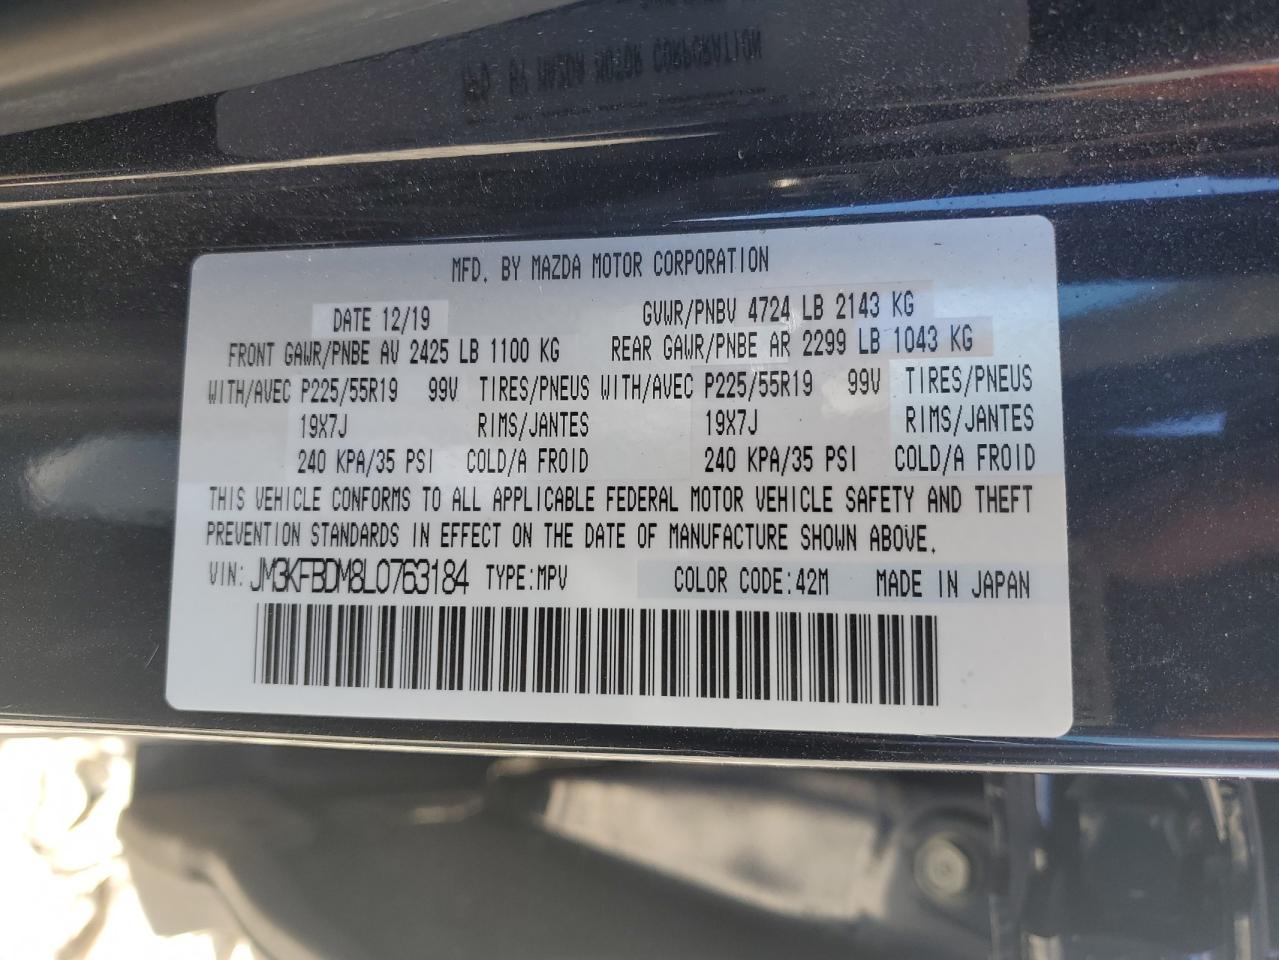 MFD. BY MAZDA MOTOR CORPORATION
DATE 12/19 GVWR/PNBV 4724 LB 2143 KG
FRONT GAWR/PNBE AV 2425 LB 1100 KG REAR GAWR/PNBE AR 2299 LB 1043 KG
WITH/AVEC P225/55R19 99V TIRES/PNEUS WITH/AVEC P225/55R19 99V TIRES/PNEUS
19X7J RIMS/JANTES 19X7J RIMS/JANTES
240 KPA/35 PSI COLD/A FROID 240 KPA/35 PSI COLD/A FROID
THIS VEHICLE CONFORMS TO ALL APPLICABLE FEDERAL MOTOR VEHICLE SAFETY AND THEFT
PREVENTION STANDARDS IN EFFECT ON THE DATE OF MANUFACTURE SHOWN ABOVE.
VIN: JM3KFBDM8L0763184 TYPE:MPV COLOR CODE:42M MADE IN JAPAN